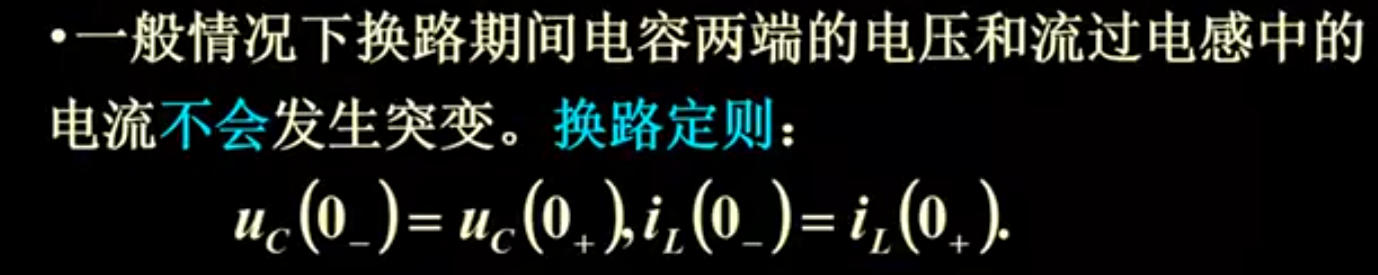 •一般情况下换路期间电容两端的电压和流过电感中的
电流不会发生突变。换路定则：
u_C(0_-)= u_C(0_+), i_L(0_-)= i_L(0_+).